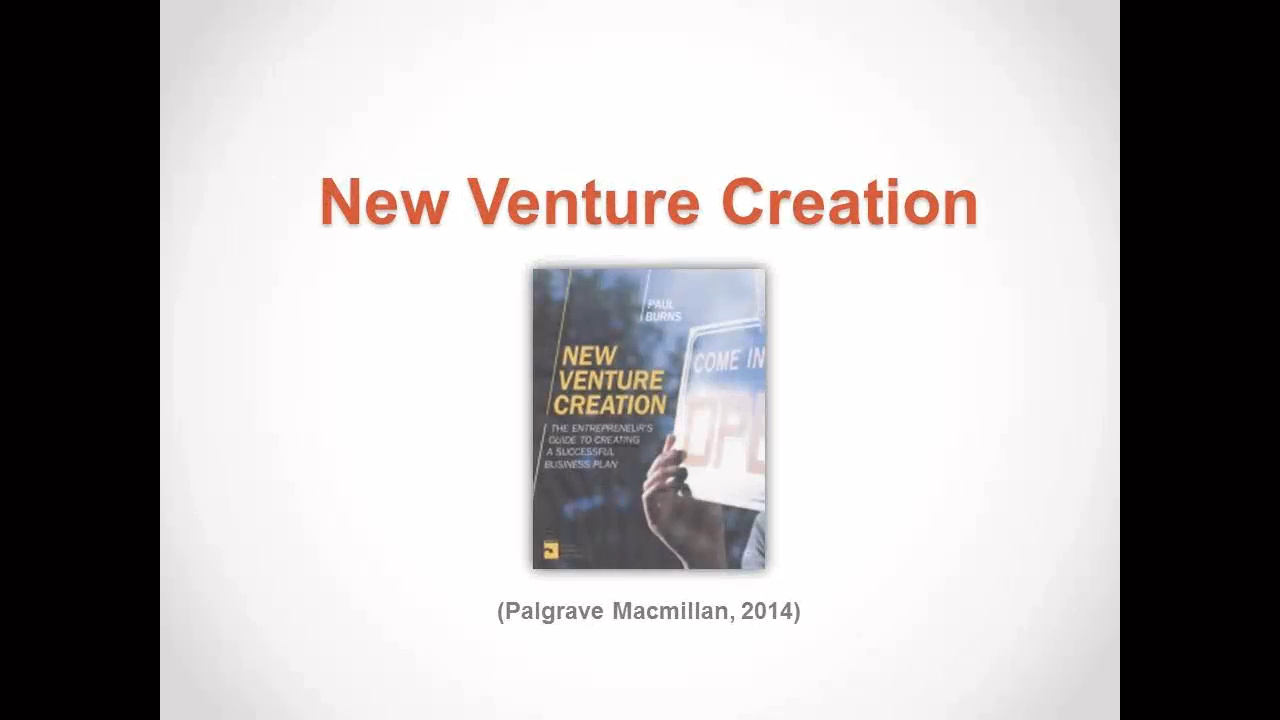 New Venture Creation
PAUL
BURNS
NEW
VENTURE
CREATION
THE ENTREPRENEUR'S
GUIDE TO CREATING
A SUCCESSFUL
BUSINESS PLAN
COME IN
OPE
(Palgrave Macmillan, 2014)